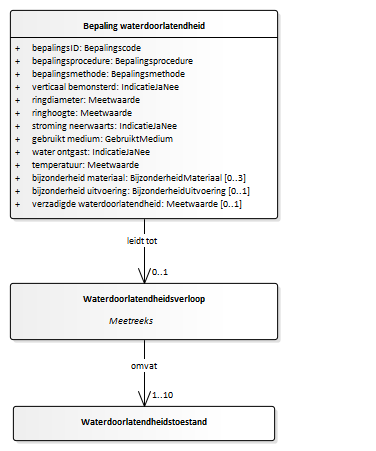 Bepaling waterdoorlatendheid
+ bepalingsID: Bepalingscode
+ bepalingsprocedure: Bepalingsprocedure
+ bepalingsmethode: Bepalingsmethode
+ verticaal bemonsterd: IndicatieJaNee
+ ringdiameter: Meetwaarde
+ ringhoogte: Meetwaarde
+ stroming neerwaarts: IndicatieJaNee
+ gebruikt medium: GebruiktMedium
+ water ontgast: IndicatieJaNee
+ temperatuur: Meetwaarde
+ bijzonderheid materiaal: BijzonderheidMateriaal [0..3]
+ bijzonderheid uitvoering: BijzonderheidUitvoering [0..1]
+ verzadigde waterdoorlatendheid: Meetwaarde [0..1]
leidt tot
0..1
Waterdoorlatendheidsverloop
Meetreeks
omvat
1..10
Waterdoorlatendheidstoestand